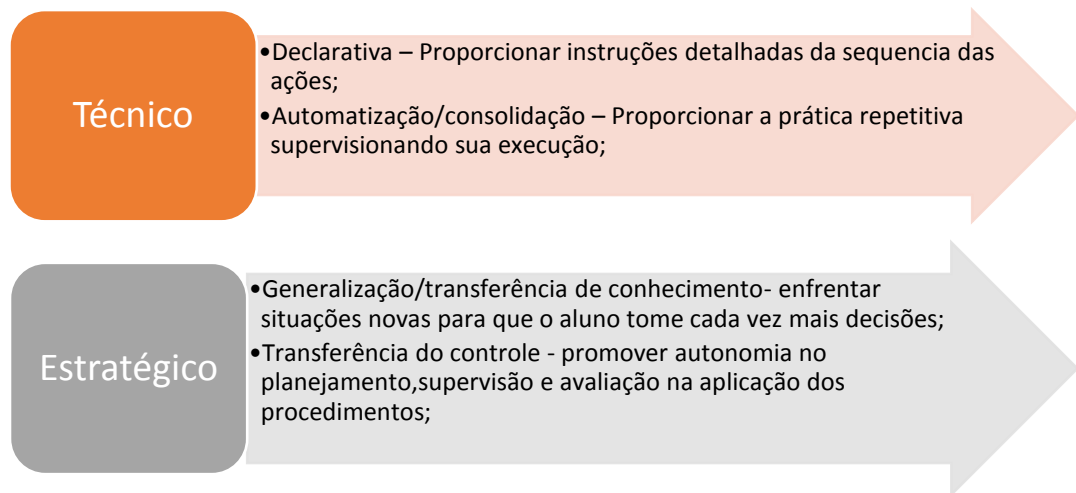 Técnico
•Declarativa – Proporcionar instruções detalhadas da sequencia das
ações;
•Automatização/consolidação – Proporcionar a prática repetitiva
supervisionando sua execução;
Estratégico
•Generalização/transferência de conhecimento- enfrentar
situações novas para que o aluno tome cada vez mais decisões;
•Transferência do controle - promover autonomia no
planejamento,supervisão e avaliação na aplicação dos
procedimentos;